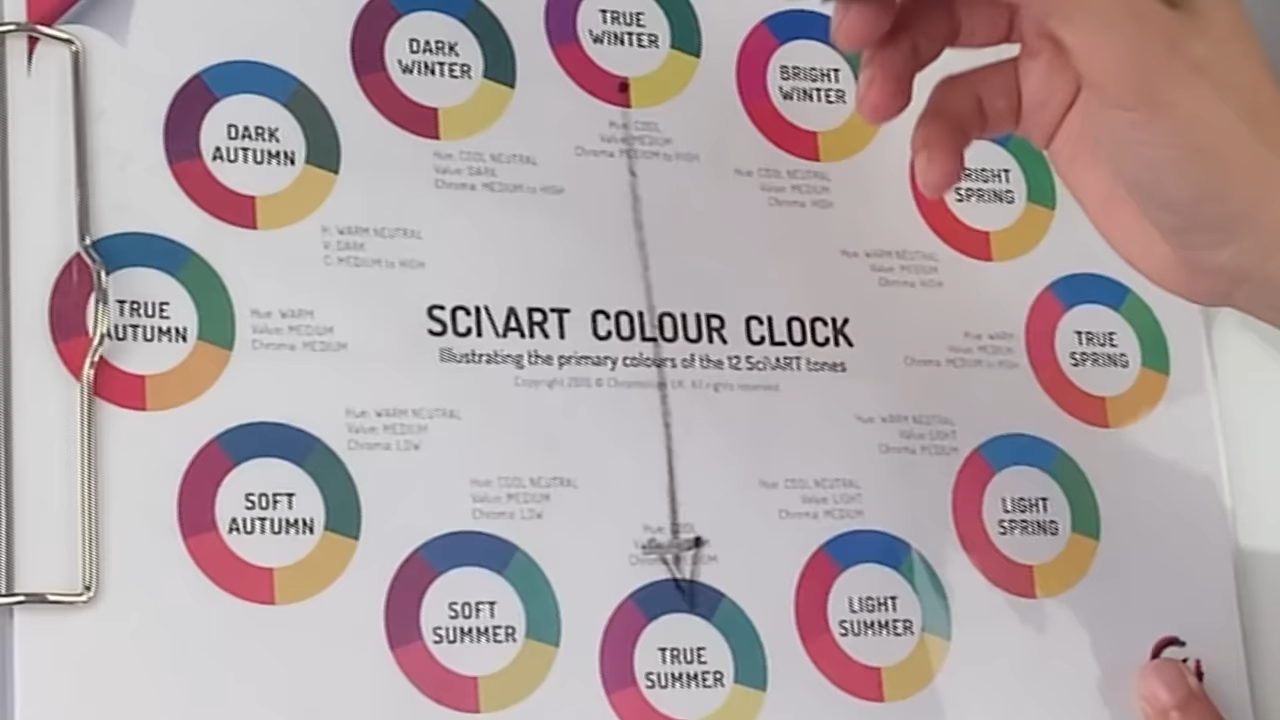 TRUE
WINTER
DARK
WINTER
BRIGHT
WINTER
DARK
AUTUMN
SPRING
TRUE
AUTUMN
TRUE
SPRING
SOFT
AUTUMN
LIGHT
SPRING
SOFT
SUMMER
LIGHT
SUMMER
TRUE
SUMMER
Hue: COOL
Value: MEDIUM
Chroma: MEDIUM to HIGH
Hue: COOL NEUTRAL
Value: DARK
Chroma: MEDIUM to HIGH
Hue: COOL NEUTRAL
Value: MEDIUM
Chroma: HIGH
H: WARM NEUTRAL
V: DARK
C: MEDIUM to HIGH
Hue: WARM NEUTRAL
Value: MEDIUM
Chroma: HIGH
Hue: WARM
Value: MEDIUM
Chroma: MEDIUM
SCI\ART COLOUR CLOCK
Illustrating the primary colours of the 12 Sci\ART tones
All rights reserved
Hue: WARM
Value: MEDIUM
Chroma: MEDIUM to HIGH
Hue: WARM NEUTRAL
Value: MEDIUM
Chroma: LOW
Hue: WARM NEUTRAL
Value: LIGHT
Chroma: MEDIUM
Hue: COOL NEUTRAL
Value: MEDIUM
Chroma: LOW
Hue: COOL NEUTRAL
Value: LIGHT
Chroma: MEDIUM
Hue: